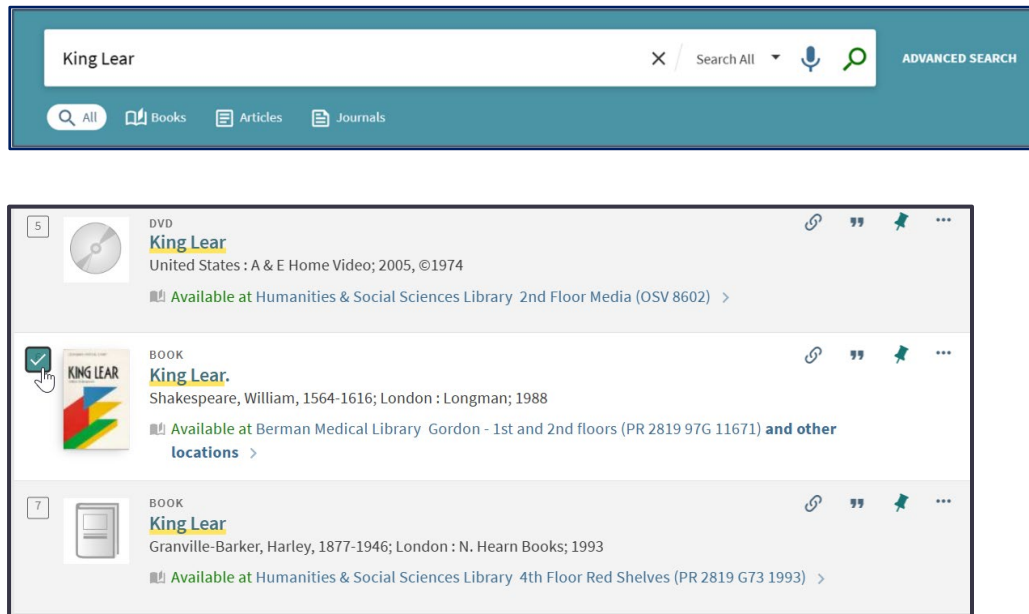 King Lear
Search All
ADVANCED SEARCH
All
Books
Articles
Journals
5
DVD
King Lear
United States : A & E Home Video; 2005, ©1974
Available at Humanities & Social Sciences Library 2nd Floor Media (OSV 8602) >
KING LEAR
BOOK
King Lear.
Shakespeare, William, 1564-1616; London : Longman; 1988
Available at Berman Medical Library Gordon - 1st and 2nd floors (PR 2819 97G 11671) and other
locations >
7
BOOK
King Lear
Granville-Barker, Harley, 1877-1946; London : N. Hearn Books; 1993
Available at Humanities & Social Sciences Library 4th Floor Red Shelves (PR 2819 G73 1993) >